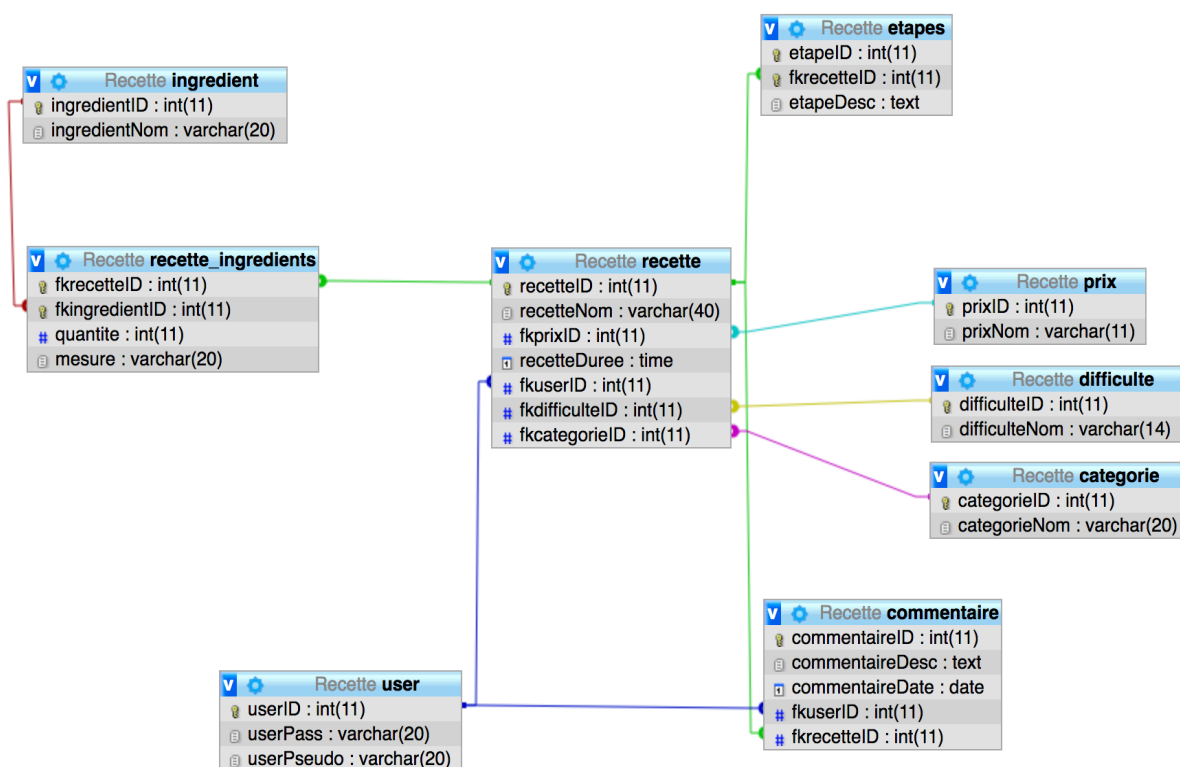 Recette etapes
etapeID : int(11)
fkrecetteID : int(11)
etapeDesc : text
Recette ingredient
ingredientID : int(11)
ingredientNom : varchar(20)
Recette recette_ingredients
fkrecetteID : int(11)
fkingredientID : int(11)
quantite : int(11)
mesure : varchar(20)
Recette recette
recetteID : int(11)
recetteNom : varchar(40)
fkprixID : int(11)
recetteDuree : time
fkuserID : int(11)
fkdifficulteID : int(11)
fkcategorieID : int(11)
Recette prix
prixID : int(11)
prixNom : varchar(11)
Recette difficulte
difficulteID : int(11)
difficulteNom : varchar(14)
Recette categorie
categorieID : int(11)
categorieNom : varchar(20)
Recette commentaire
commentaireID : int(11)
commentaireDesc : text
commentaireDate : date
fkuserID : int(11)
fkrecetteID : int(11)
Recette user
userID : int(11)
userPass : varchar(20)
userPseudo : varchar(20)